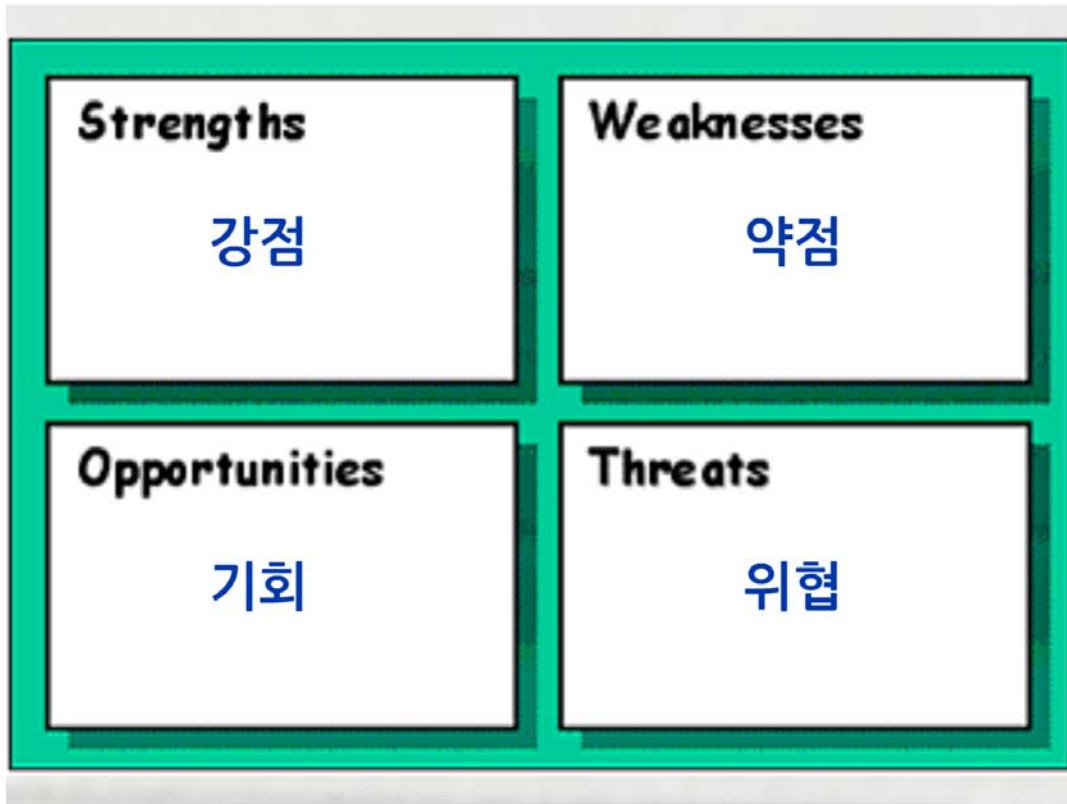 Strengths
강점
Weaknesses
약점
Opportunities
기회
Threats
위협